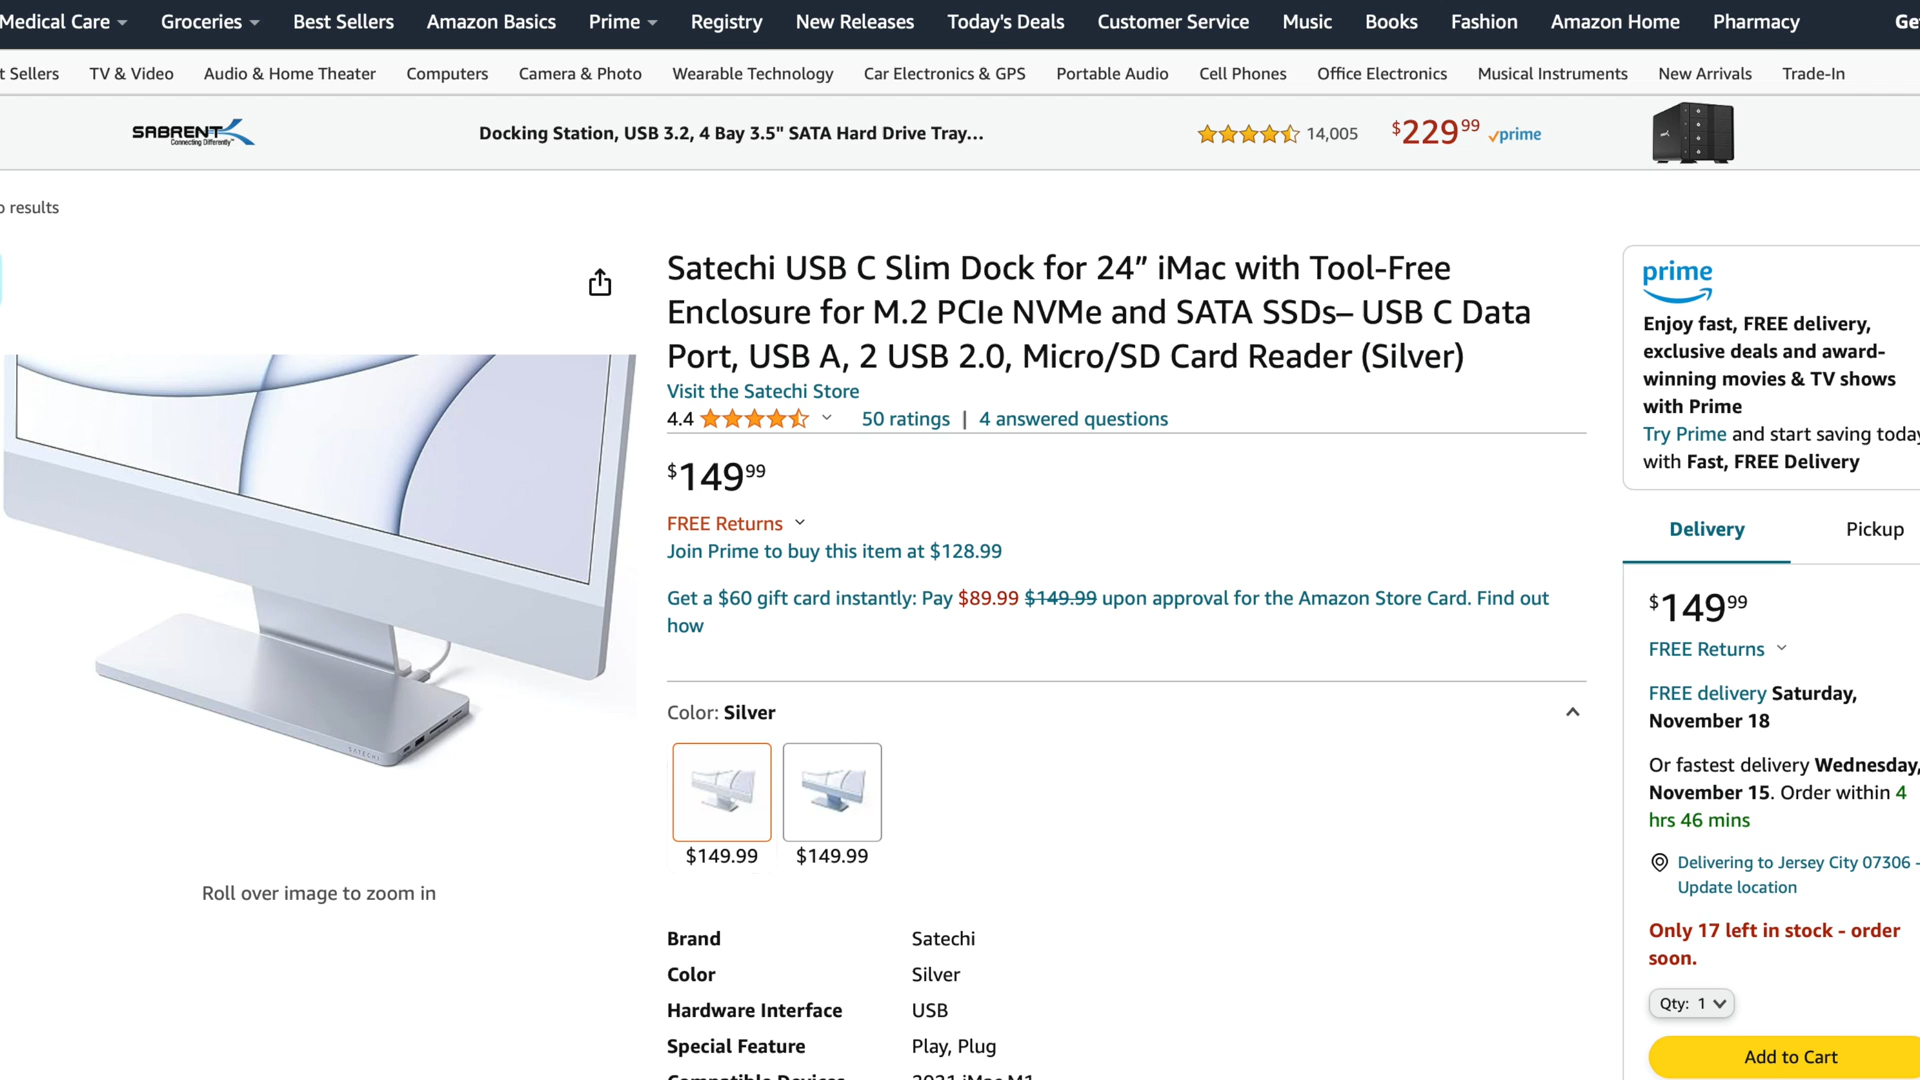 Medical Care
Groceries
Best Sellers
Amazon Basics
Prime
Registry
New Releases
Today's Deals
Customer Service
Music
Books
Fashion
Amazon Home
Pharmacy
Ge
t Sellers
TV & Video
Audio & Home Theater
Computers
Camera & Photo
Wearable Technology
Car Electronics & GPS
Portable Audio
Cell Phones
Office Electronics
Musical Instruments
New Arrivals
Trade-In
SABRENT
Connecting Differently™
Docking Station, USB 3.2, 4 Bay 3.5" SATA Hard Drive Tray...
14,005
$229 99
prime
o results
Satechi USB C Slim Dock for 24” iMac with Tool-Free
Enclosure for M.2 PCIe NVMe and SATA SSDs– USB C Data
Port, USB A, 2 USB 2.0, Micro/SD Card Reader (Silver)
Visit the Satechi Store
4.4
50 ratings | 4 answered questions
$149 99
FREE Returns
Join Prime to buy this item at $128.99
Get a $60 gift card instantly: Pay $89.99 $149.99 upon approval for the Amazon Store Card. Find out
how
Color: Silver
$149.99
$149.99
SATECHI
Roll over image to zoom in
Brand Satechi
Color Silver
Hardware Interface USB
Special Feature Play, Plug
Compatible Devices 2021 iMac M1
prime
Enjoy fast, FREE delivery,
exclusive deals and award-
winning movies & TV shows
with Prime
Try Prime and start saving today
with Fast, FREE Delivery
Delivery
Pickup
$149 99
FREE Returns
FREE delivery Saturday,
November 18
Or fastest delivery Wednesday,
November 15. Order within 4
hrs 46 mins
Delivering to Jersey City 07306 -
Update location
Only 17 left in stock - order
soon.
Qty: 1
Add to Cart